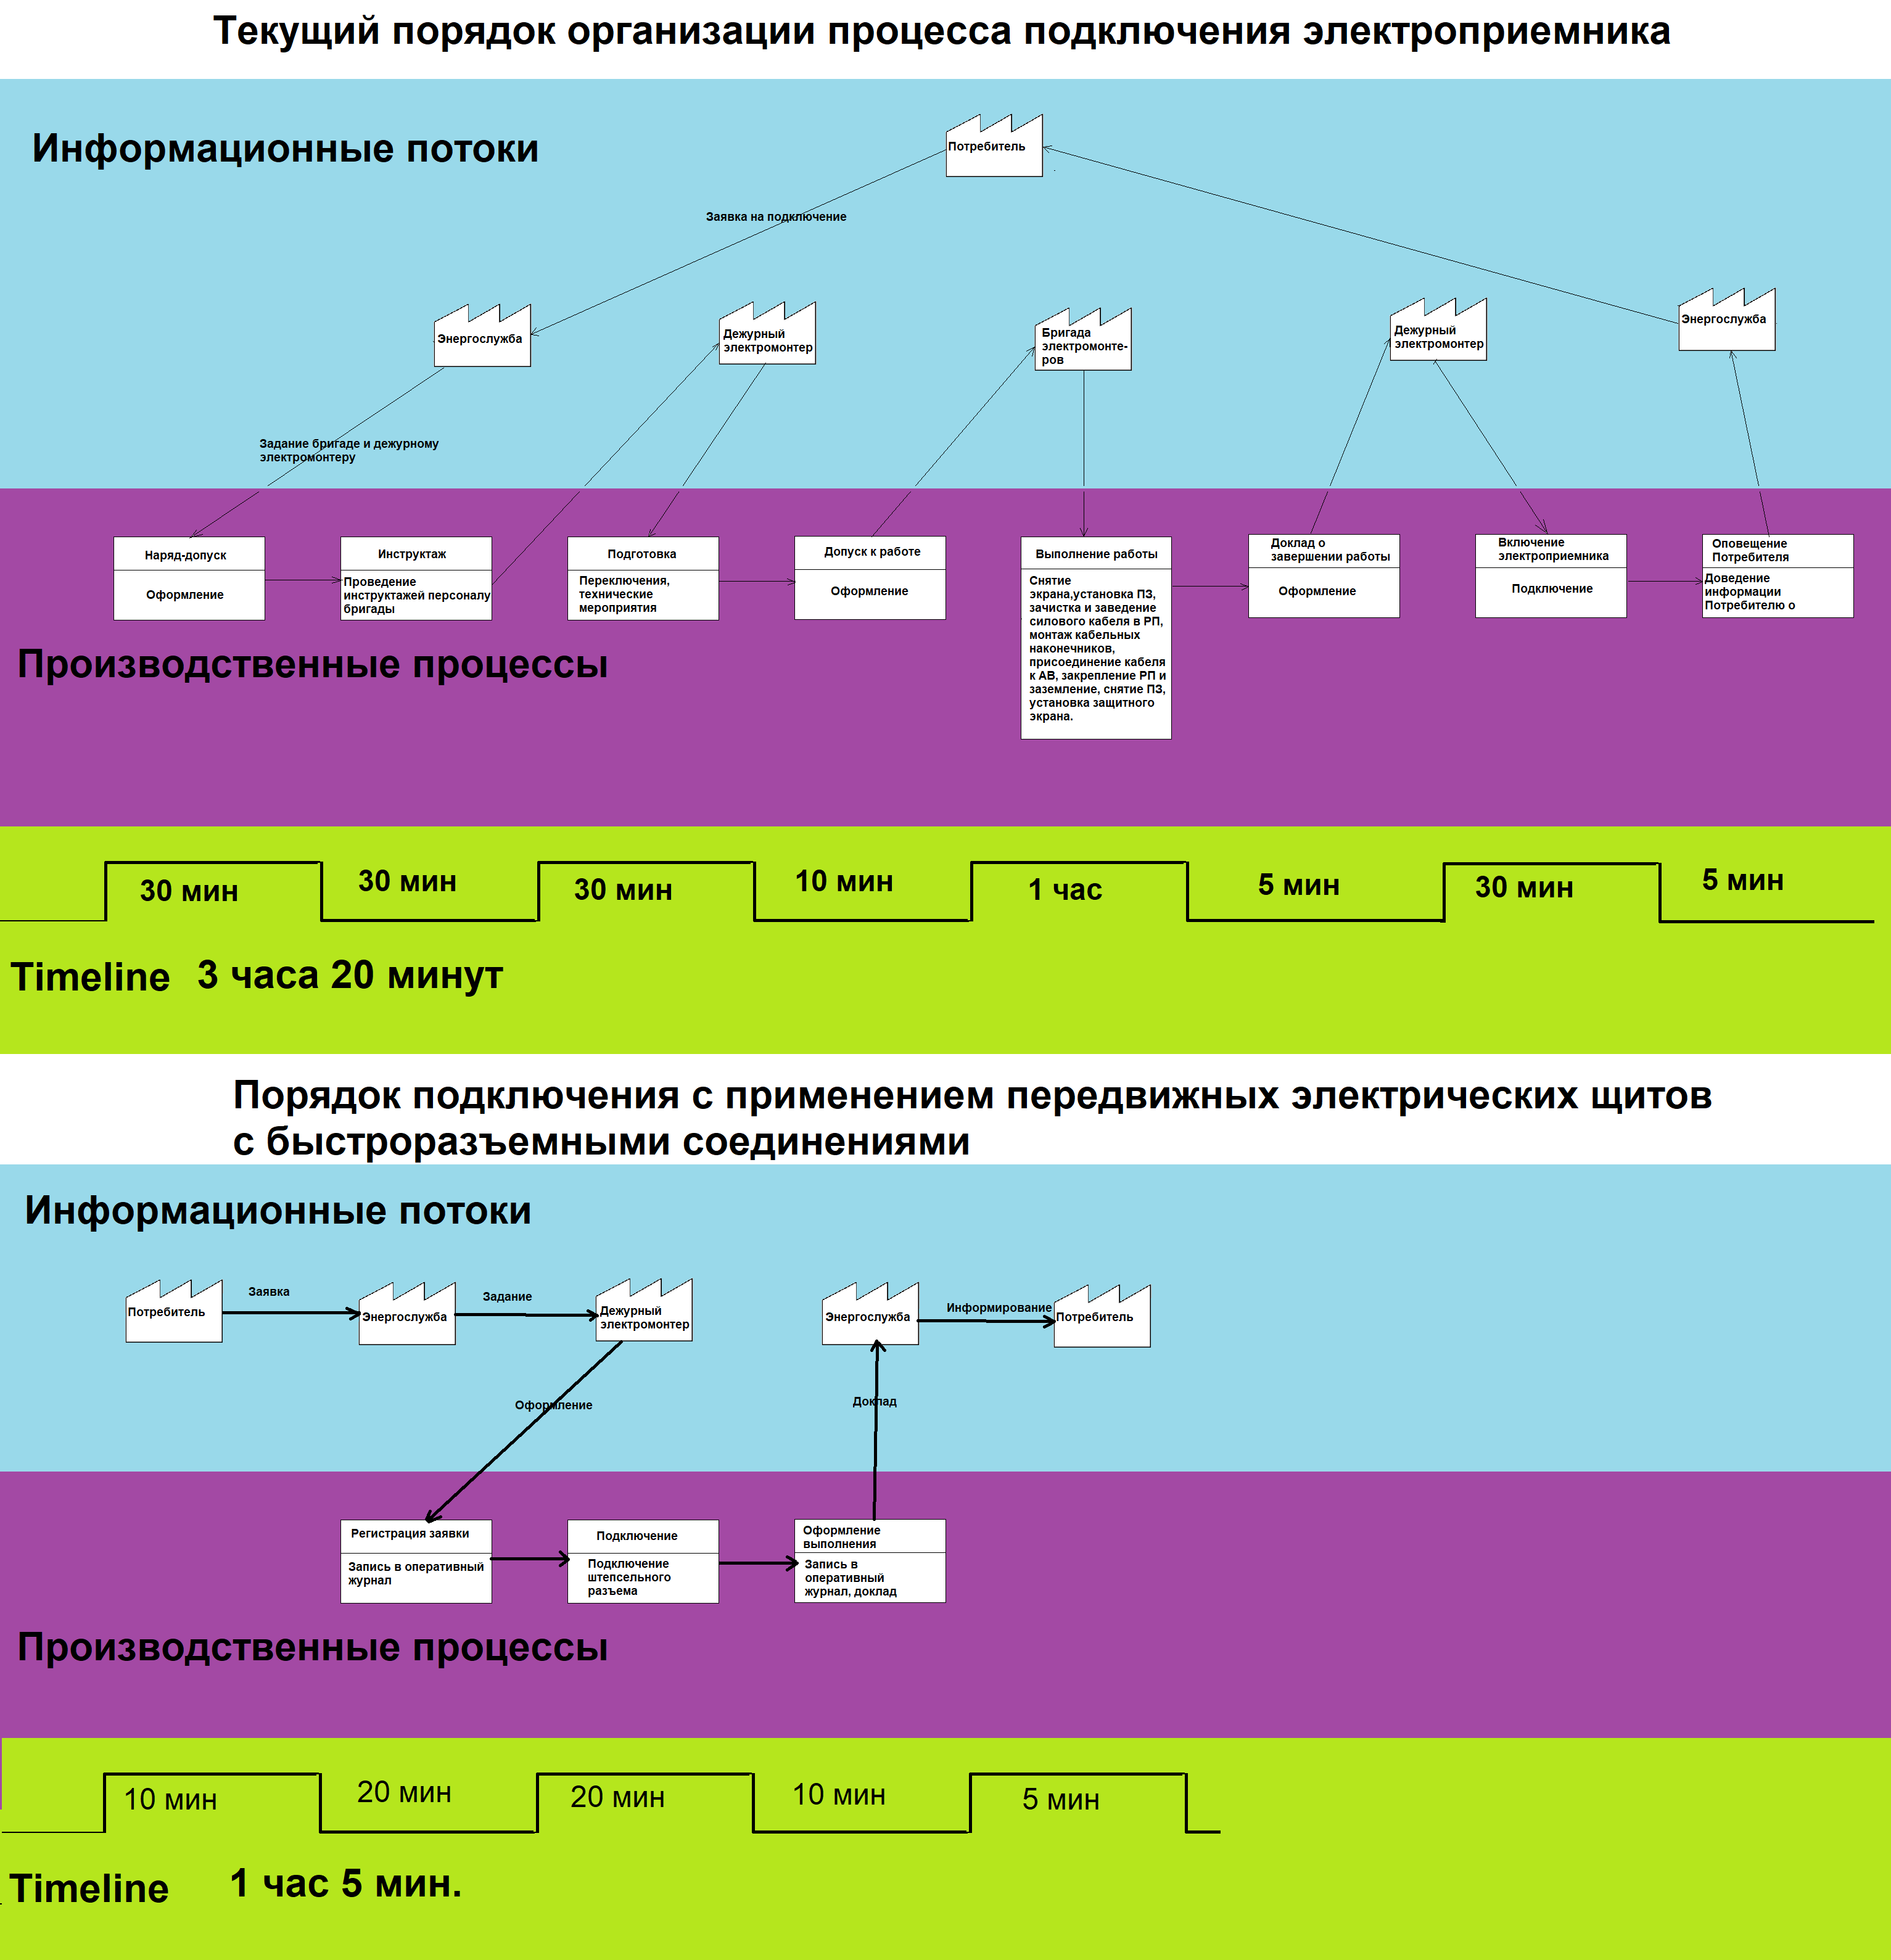 Текущий порядок организации процесса подключения электроприемника
Информационные потоки
Потребитель
Заявка на подключение
Энергослужба
Дежурный
электромонтер
Бригада
электромонте-
ров
Дежурный
электромонтер
Энергослужба
Задание бригаде и дежурному
электромонтеру
Наряд-допуск
Оформление
Инструктаж
Проведение
инструктажей персоналу
бригады
Подготовка
Переключения,
технические
мероприятия
Допуск к работе
Оформление
Выполнение работы
Снятие
экрана,установка ПЗ,
зачистка и заведение
силового кабеля в РП,
монтаж кабельных
наконечников,
присоединение кабеля
к АВ, закрепление РП и
заземление, снятие ПЗ,
установка защитного
экрана.
Доклад о
завершении работы
Оформление
Включение
электроприемника
Подключение
Оповещение
Потребителя
Доведение
информации
Потребителю о
Производственные процессы
30 мин
30 мин
30 мин
10 мин
1 час
5 мин
30 мин
5 мин
Timeline 3 часа 20 минут
Порядок подключения с применением передвижных электрических щитов
с быстроразъемными соединениями
Информационные потоки
Потребитель
Заявка
Энергослужба
Задание
Дежурный
электромонтер
Энергослужба
Информирование
Потребитель
Оформление
Доклад
Регистрация заявки
Запись в оперативный
журнал
Подключение
Подключение
штепсельного
разъема
Оформление
выполнения
Запись в
оперативный
журнал, доклад
Производственные процессы
10 мин
20 мин
20 мин
10 мин
5 мин
Timeline 1 час 5 мин.